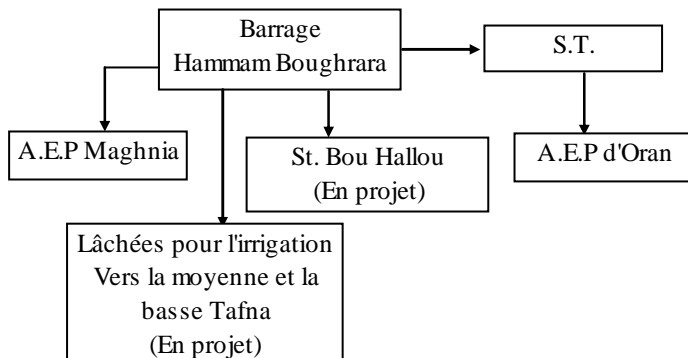 Barrage
Hammam Boughrara
S.T.
A.E.P Maghnia
St. Bou Hallou
(En projet)
A.E.P d'Oran
Lâchées pour l'irrigation
Vers la moyenne et la
basse Tafna
(En projet)